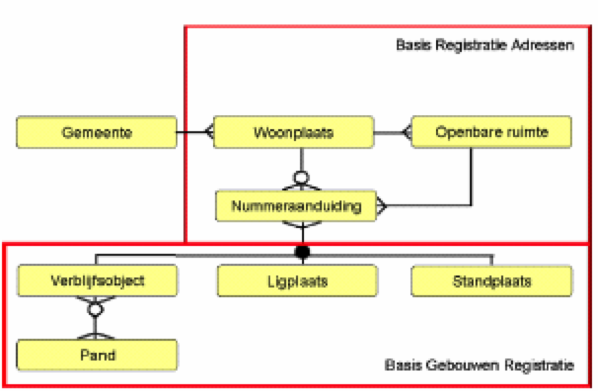 Basis Registratie Adressen
Gemeente
Woonplaats
Openbare ruimte
Nummeraanduiding
Verblijfsobject
Ligplaats
Standplaats
Pand
Basis Gebouwen Registratie